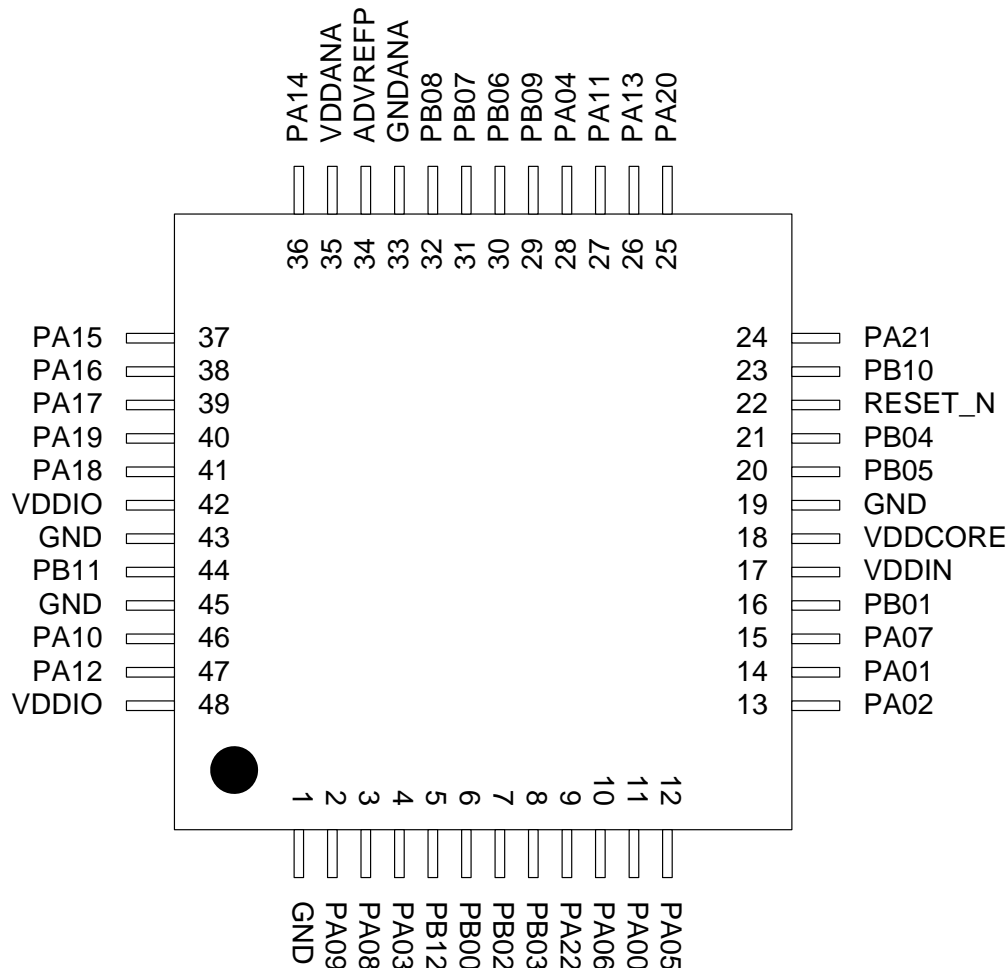 PA14
VDDANA
ADVREFP
GNDANA
PB08
PB07
PB06
PB09
PA04
PA11
PA13
PA20
36
35
34
33
32
31
30
29
28
27
26
25
PA15 37
PA16 38
PA17 39
PA19 40
PA18 41
VDDIO 42
GND 43
PB11 44
GND 45
PA10 46
PA12 47
VDDIO 48
24 PA21
23 PB10
22 RESET_N
21 PB04
20 PB05
19 GND
18 VDDCORE
17 VDDIN
16 PB01
15 PA07
14 PA01
13 PA02
1
2
3
4
5
6
7
8
9
10
11
12
GND
PA09
PA08
PA03
PB12
PB00
PB02
PB03
PA22
PA06
PA00
PA05